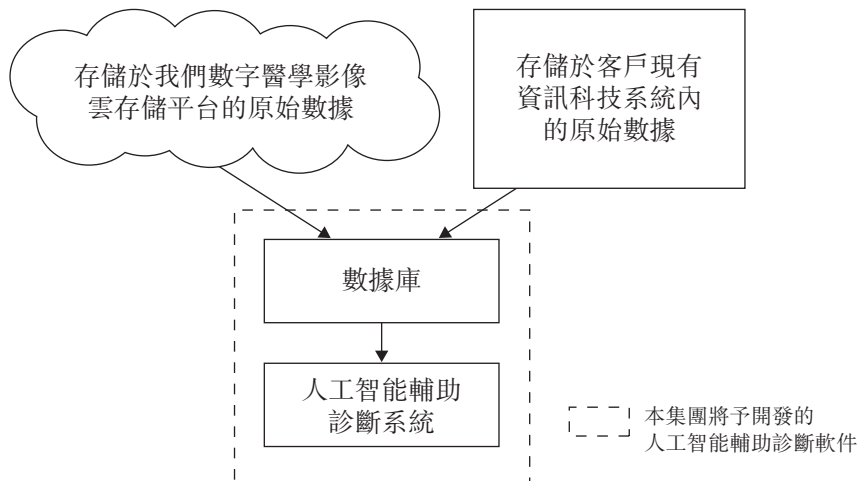 存儲於我們數字醫學影像
雲存儲平台的原始數據
存儲於客戶現有
資訊科技系統內
的原始數據
數據庫
人工智能輔助
診斷系統
本集團將予開發的
人工智能輔助診斷軟件